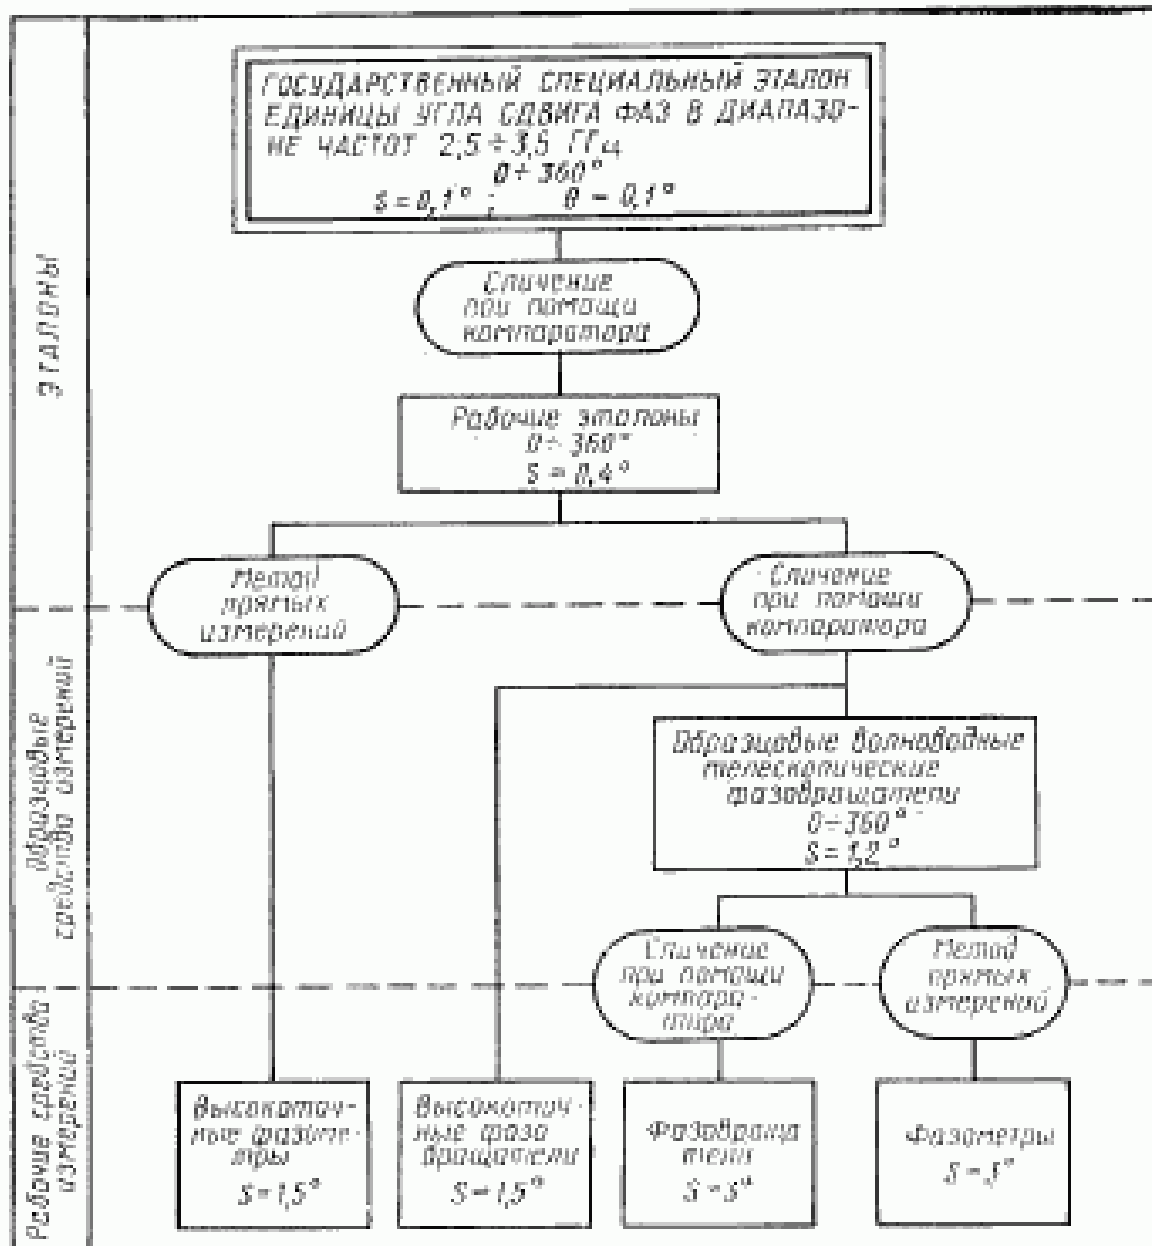 ЭТАЛОНЫ
ГОСУДАРСТВЕННЫЙ СПЕЦИАЛЬНЫЙ ЭТАЛОН
ЕДИНИЦЫ УГЛА СДВИГА ФАЗ В ДИАПАЗО-
НЕ ЧАСТОТ 2,5 ÷ 3,5 ГГц
0 ÷ 360°
S = 0,1° ; θ = 0,1°
Сличение
при помощи
компаратора
Рабочие эталоны
0 ÷ 360°
S = 0,4°
Метод
прямых
измерений
Сличение
при помощи
компаратора
Образцовые
средства измерений
Образцовые волноводные
телескопические
фазовращатели
0 ÷ 360°
S = 1,2°
Сличение
при помощи
компара-
тора
Метод
прямых
измерений
Рабочие средства
измерений
Высокоточ-
ные фазоме-
тры
S = 1,5°
Высокоточ-
ные фазо
вращатели
S = 1,5°
Фазовраща
тели
Фазометры